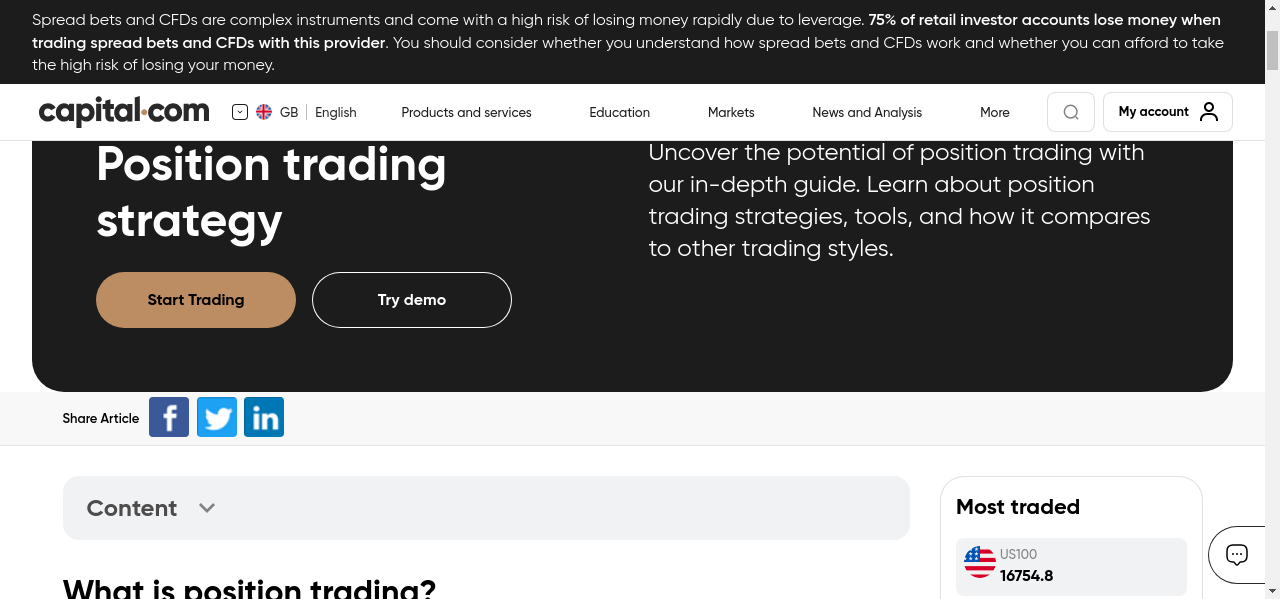 Spread bets and CFDs are complex instruments and come with a high risk of losing money rapidly due to leverage. 75% of retail investor accounts lose money when
trading spread bets and CFDs with this provider. You should consider whether you understand how spread bets and CFDs work and whether you can afford to take
the high risk of losing your money.
capital.com
GB
English
Products and services
Education
Markets
News and Analysis
More
My account
Position trading
strategy
Uncover the potential of position trading with
our in-depth guide. Learn about position
trading strategies, tools, and how it compares
to other trading styles.
Start Trading
Try demo
Share Article
Content
Most traded
US100
16754.8
What is position trading?